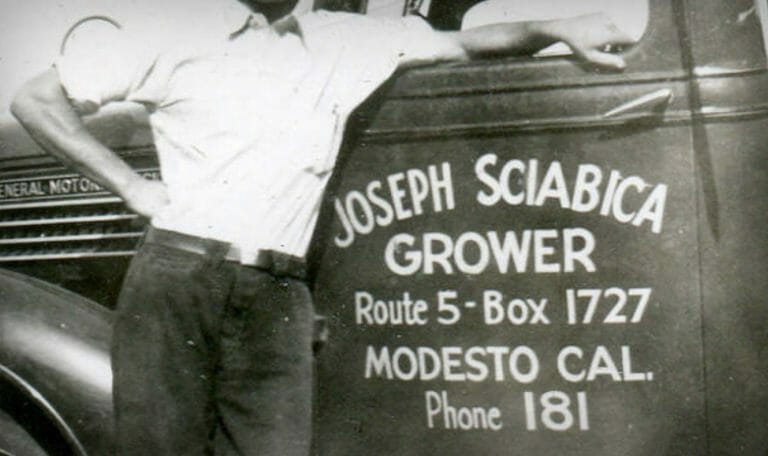 GENERAL MOTORS
JOSEPH SCIABICA
GROWER
Route 5 - Box 1727
MODESTO CAL.
Phone 181